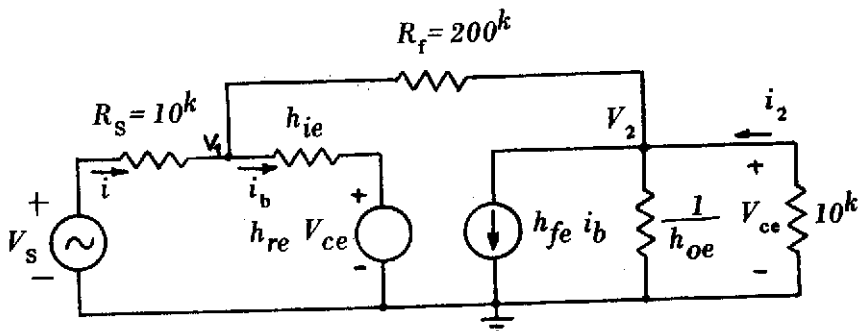 R_f = 200^k
R_s = 10^k
V_1
h_ie
V_2
i_2
i
i_b
+
+
+
V_s
h_re V_ce
h_fe i_b
1/h_oe
V_ce
10^k
−
-
−